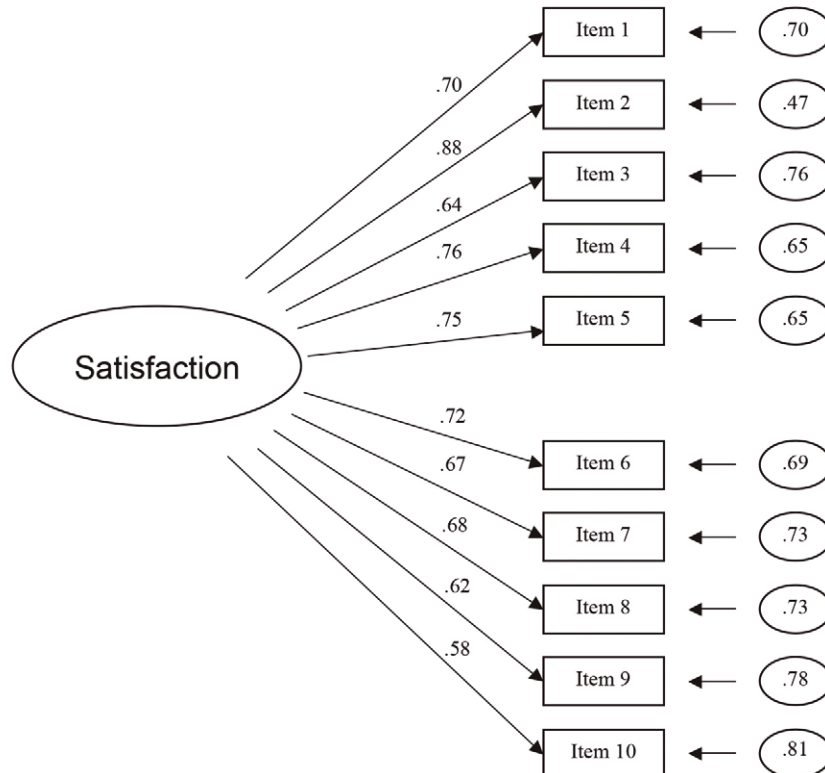 Item 1
.70
.70
Item 2
.47
.88
Item 3
.76
.64
Item 4
.65
.76
Item 5
.65
.75
Satisfaction
.72
Item 6
.69
.67
Item 7
.73
.68
Item 8
.73
.62
Item 9
.78
.58
Item 10
.81